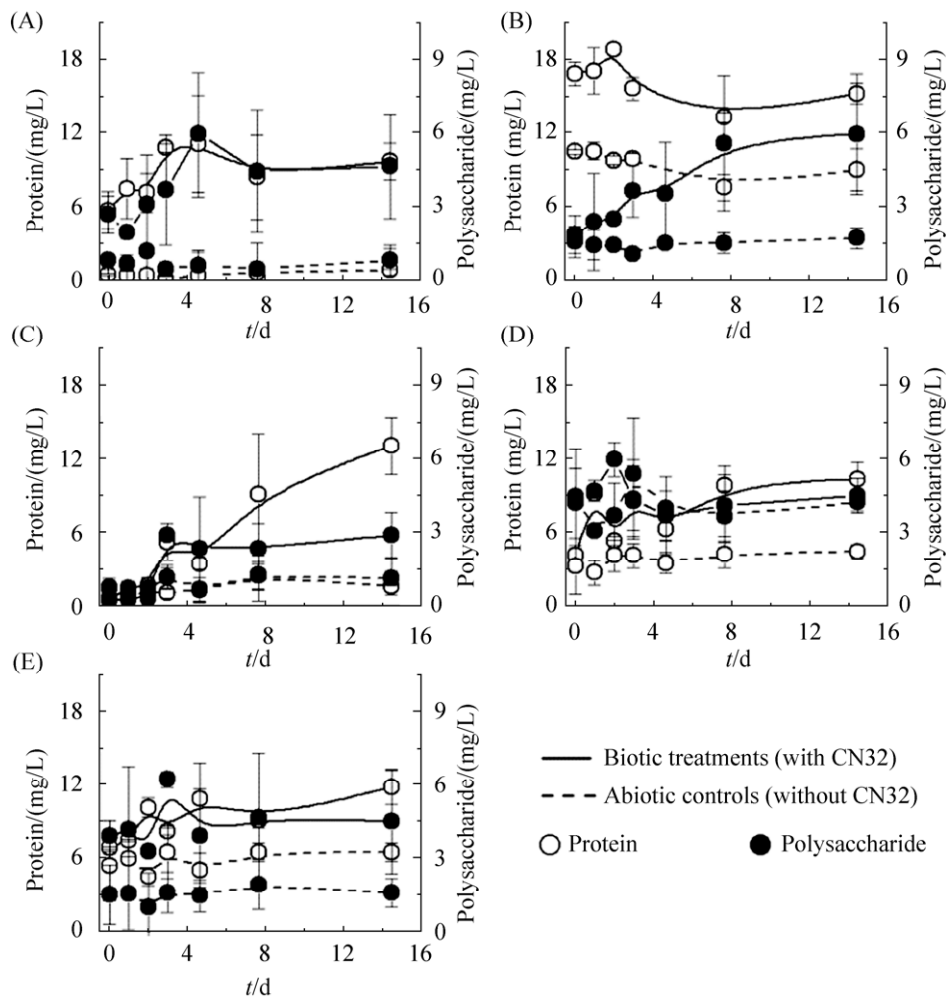 (A)
18
12
6
0
Protein/(mg/L)
9
6
3
0
Polysaccharide/(mg/L)
0 4 8 12 16
t/d
(B)
18
12
6
0
Protein (mg/L)
9
6
3
0
Polysaccharide/(mg/L)
0 4 8 12 16
t/d
(C)
18
12
6
0
Protein/(mg/L)
9
6
3
0
Polysaccharide/(mg/L)
0 4 8 12 16
t/d
(D)
18
12
6
0
Protein (mg/L)
9
6
3
0
Polysaccharide/(mg/L)
0 4 8 12 16
t/d
(E)
18
12
6
0
Protein/(mg/L)
9
6
3
0
Polysaccharide/(mg/L)
0 4 8 12 16
t/d
Biotic treatments (with CN32)
Abiotic controls (without CN32)
Protein Polysaccharide